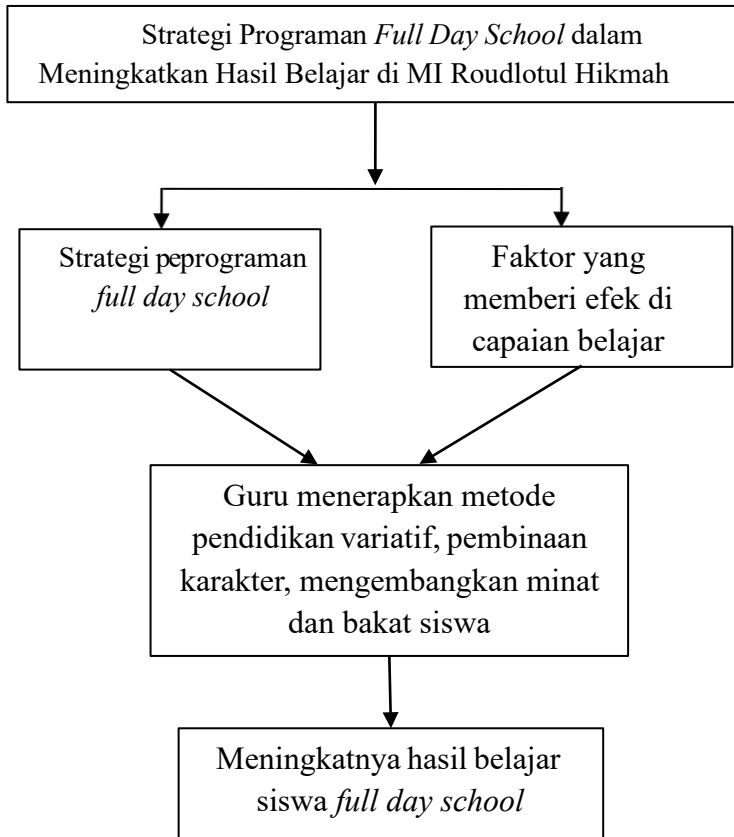 Strategi Programan Full Day School dalam
Meningkatkan Hasil Belajar di MI Roudlotul Hikmah
Strategi peprograman
full day school
Faktor yang
memberi efek di
capaian belajar
Guru menerapkan metode
pendidikan variatif, pembinaan
karakter, mengembangkan minat
dan bakat siswa
Meningkatnya hasil belajar
siswa full day school